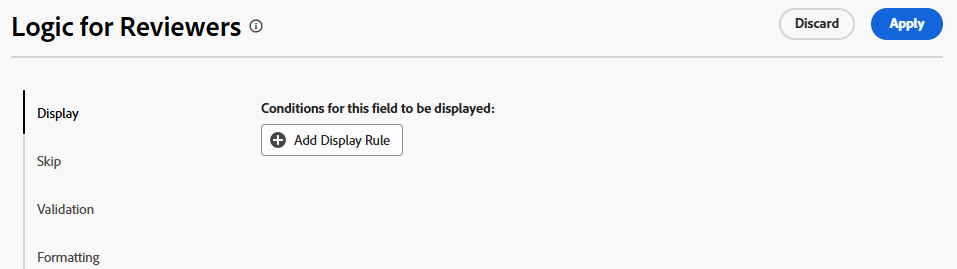 Logic for Reviewers
Discard
Apply
Display
Conditions for this field to be displayed:
Add Display Rule
Skip
Validation
Formatting